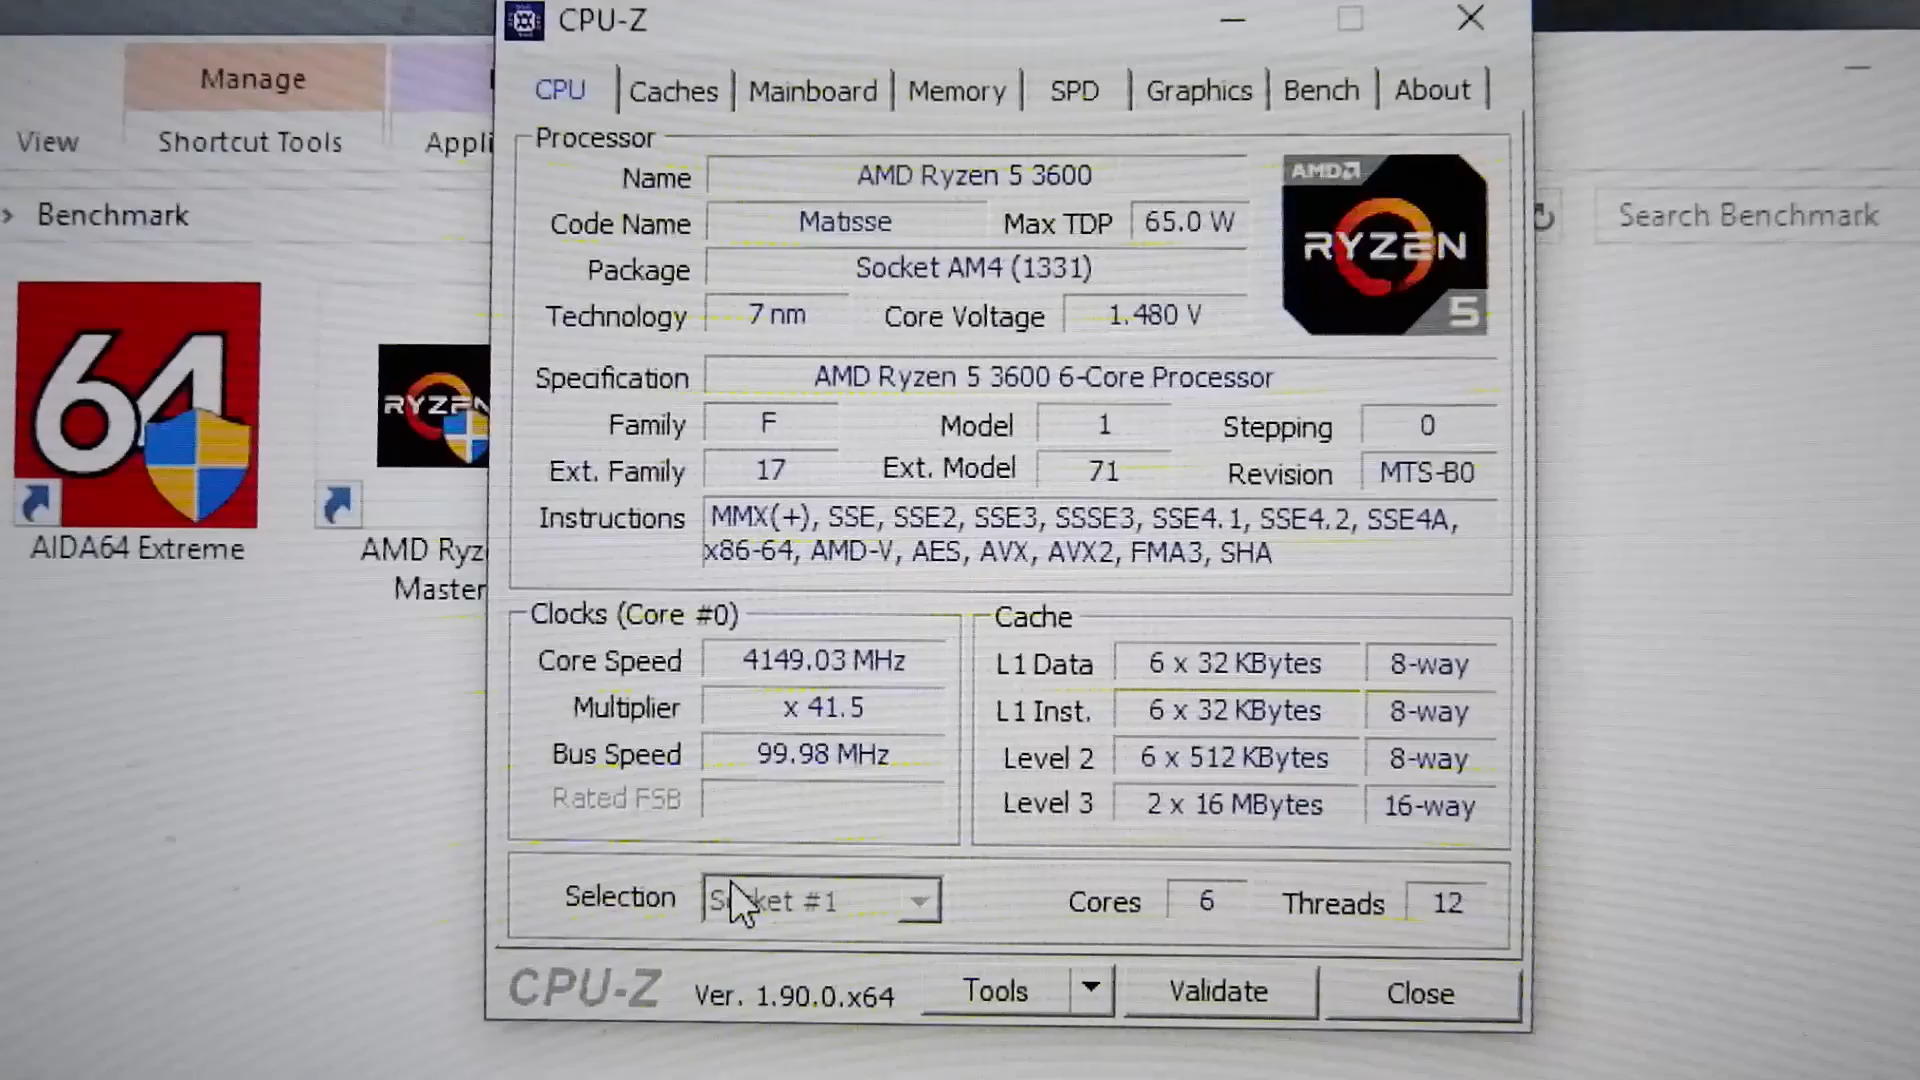 CPU-Z
Manage
View
Shortcut Tools
Appli
Benchmark
Search Benchmark
64
AIDA64 Extreme
RYZEN
AMD Ryz
Master
CPU
Caches
Mainboard
Memory
SPD
Graphics
Bench
About
Processor
Name
AMD Ryzen 5 3600
Code Name
Matisse
Max TDP
65.0 W
Package
Socket AM4 (1331)
Technology
7 nm
Core Voltage
1.480 V
AMD
RYZEN
5
Specification
AMD Ryzen 5 3600 6-Core Processor
Family
F
Model
1
Stepping
0
Ext. Family
17
Ext. Model
71
Revision
MTS-B0
Instructions
MMX(+), SSE, SSE2, SSE3, SSSE3, SSE4.1, SSE4.2, SSE4A,
x86-64, AMD-V, AES, AVX, AVX2, FMA3, SHA
Clocks (Core #0)
Core Speed
4149.03 MHz
Multiplier
x 41.5
Bus Speed
99.98 MHz
Rated FSB
Cache
L1 Data
6 x 32 KBytes
8-way
L1 Inst.
6 x 32 KBytes
8-way
Level 2
6 x 512 KBytes
8-way
Level 3
2 x 16 MBytes
16-way
Selection
Socket #1
Cores
6
Threads
12
CPU-Z
Ver. 1.90.0.x64
Tools
Validate
Close